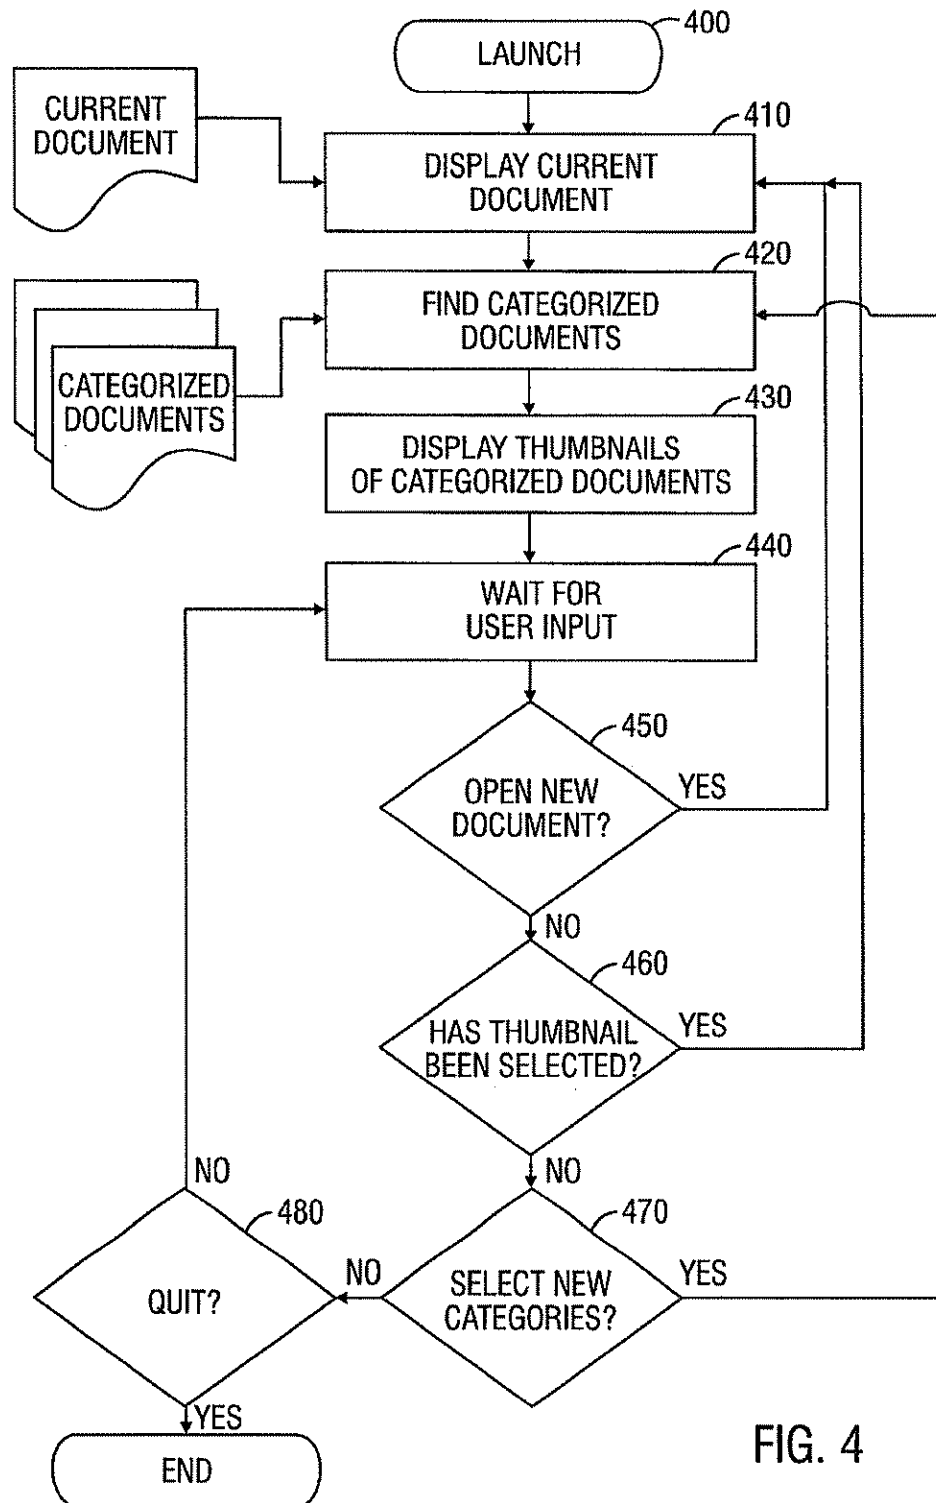 400
LAUNCH
CURRENT
DOCUMENT
410
DISPLAY CURRENT
DOCUMENT
420
FIND CATEGORIZED
DOCUMENTS
CATEGORIZED
DOCUMENTS
430
DISPLAY THUMBNAILS
OF CATEGORIZED DOCUMENTS
440
WAIT FOR
USER INPUT
450
OPEN NEW
DOCUMENT?
YES
NO
460
HAS THUMBNAIL
BEEN SELECTED?
YES
NO
470
SELECT NEW
CATEGORIES?
YES
NO
480
QUIT?
NO
YES
END
FIG. 4